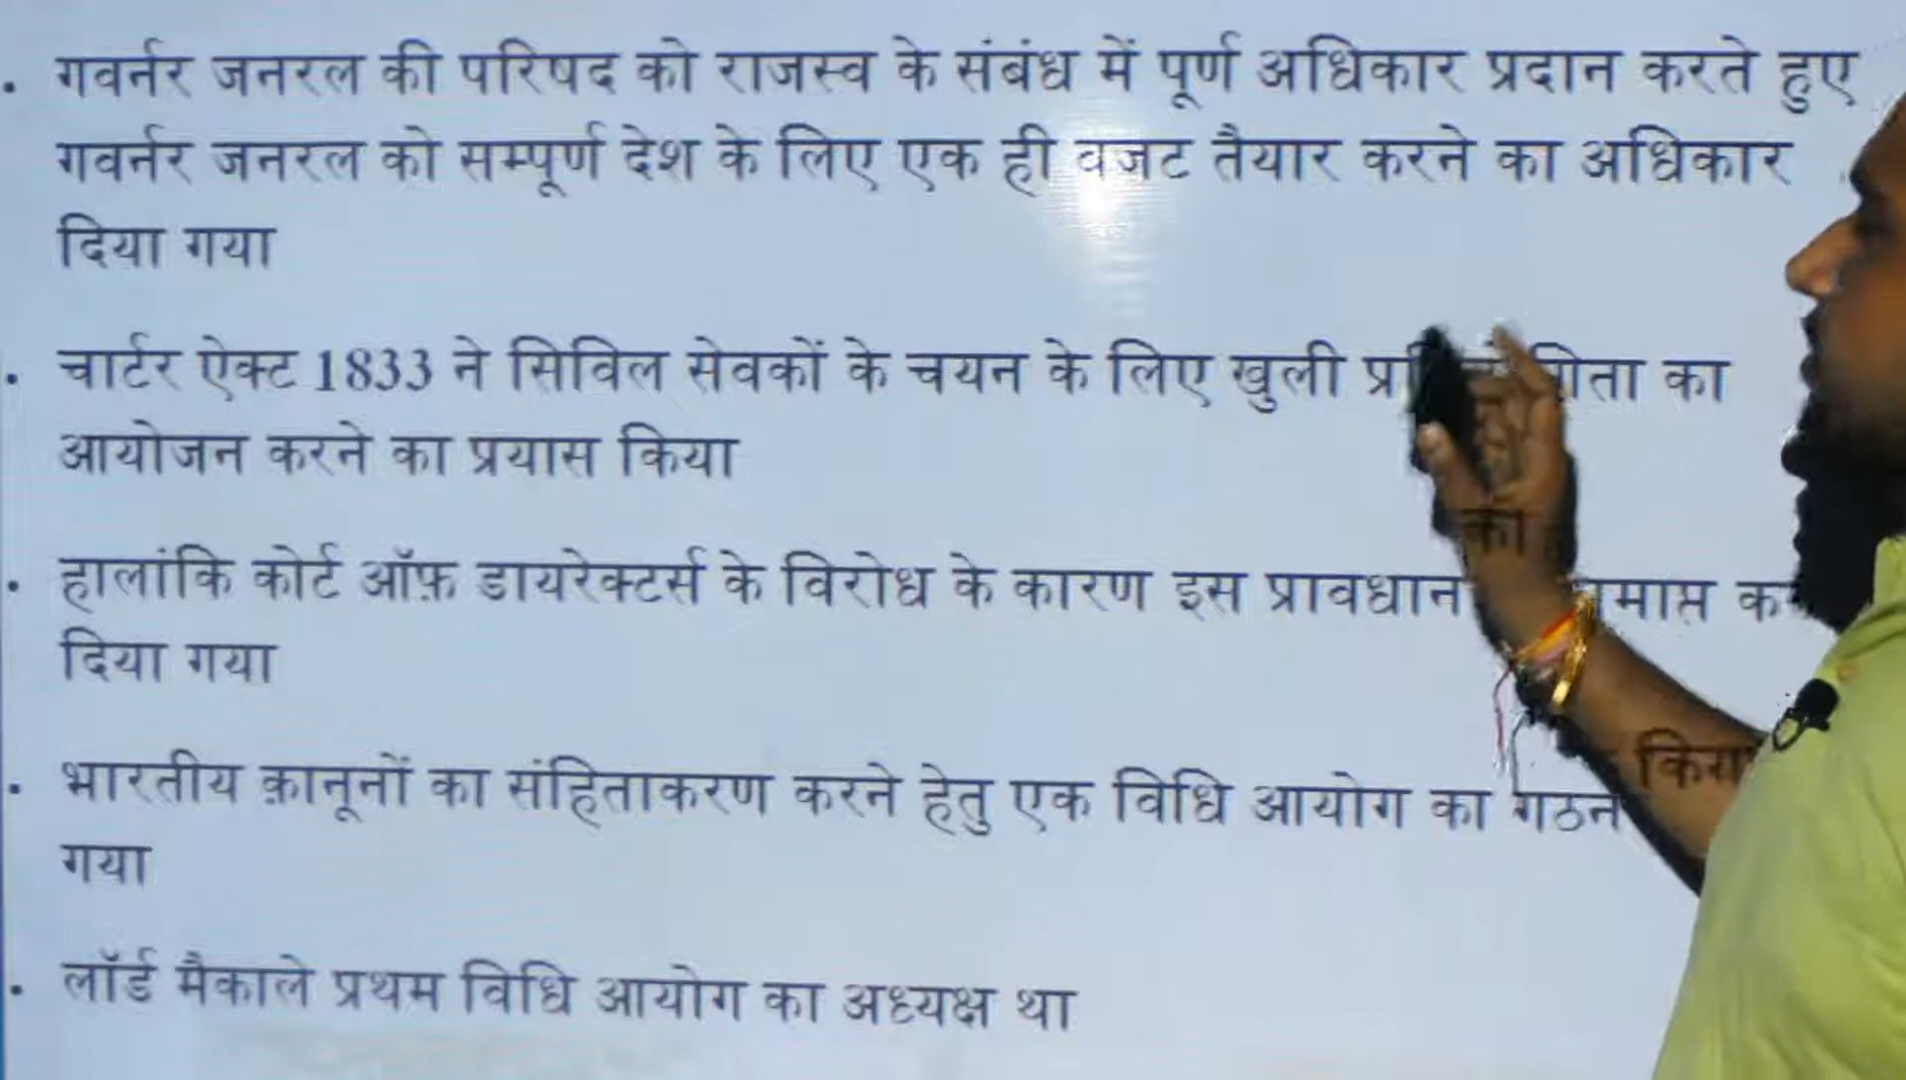 . गवर्नर जनरल की परिषद को राजस्व के संबंध में पूर्ण अधिकार प्रदान करते हुए
गवर्नर जनरल को सम्पूर्ण देश के लिए एक ही बजट तैयार करने का अधिकार
दिया गया
. चार्टर ऐक्ट 1833 ने सिविल सेवकों के चयन के लिए खुली का
आयोजन करने का प्रयास किया
. हालांकि कोर्ट ऑफ़ डायरेक्टर्स के विरोध के कारण इस प्रावधान को
दिया गया
. भारतीय क़ानूनों का संहिताकरण करने हेतु एक विधि आयोग का गठन किया
गया
. लॉर्ड मैकाले प्रथम विधि आयोग का अध्यक्ष था